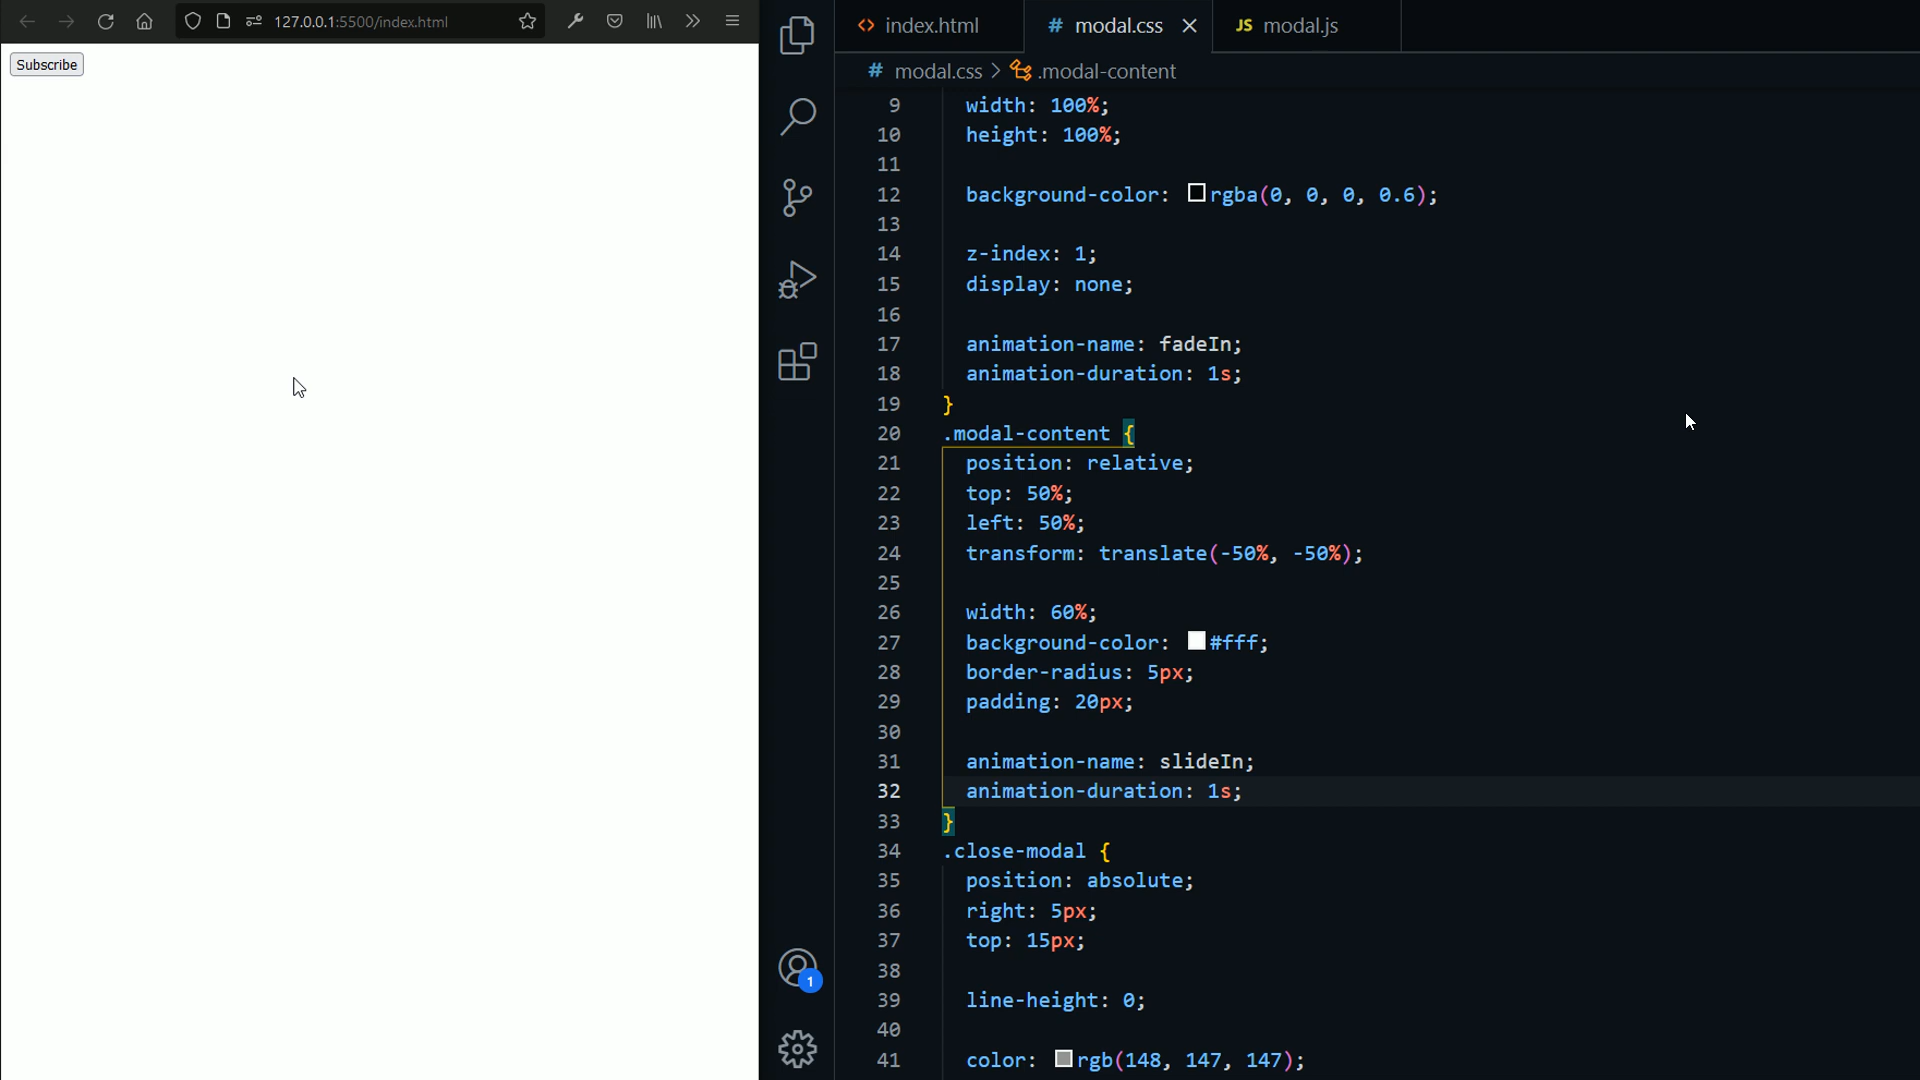 127.0.0.1:5500/index.html
Subscribe
<> index.html
# modal.css
JS modal.js
# modal.css > .modal-content
9 width: 100%;
10 height: 100%;
11
12 background-color: rgba(0, 0, 0, 0.6);
13
14 z-index: 1;
15 display: none;
16
17 animation-name: fadeIn;
18 animation-duration: 1s;
19 }
20 .modal-content {
21 position: relative;
22 top: 50%;
23 left: 50%;
24 transform: translate(-50%, -50%);
25
26 width: 60%;
27 background-color: #fff;
28 border-radius: 5px;
29 padding: 20px;
30
31 animation-name: slideIn;
32 animation-duration: 1s;
33 }
34 .close-modal {
35 position: absolute;
36 right: 5px;
37 top: 15px;
38
39 line-height: 0;
40
41 color: rgb(148, 147, 147);
1